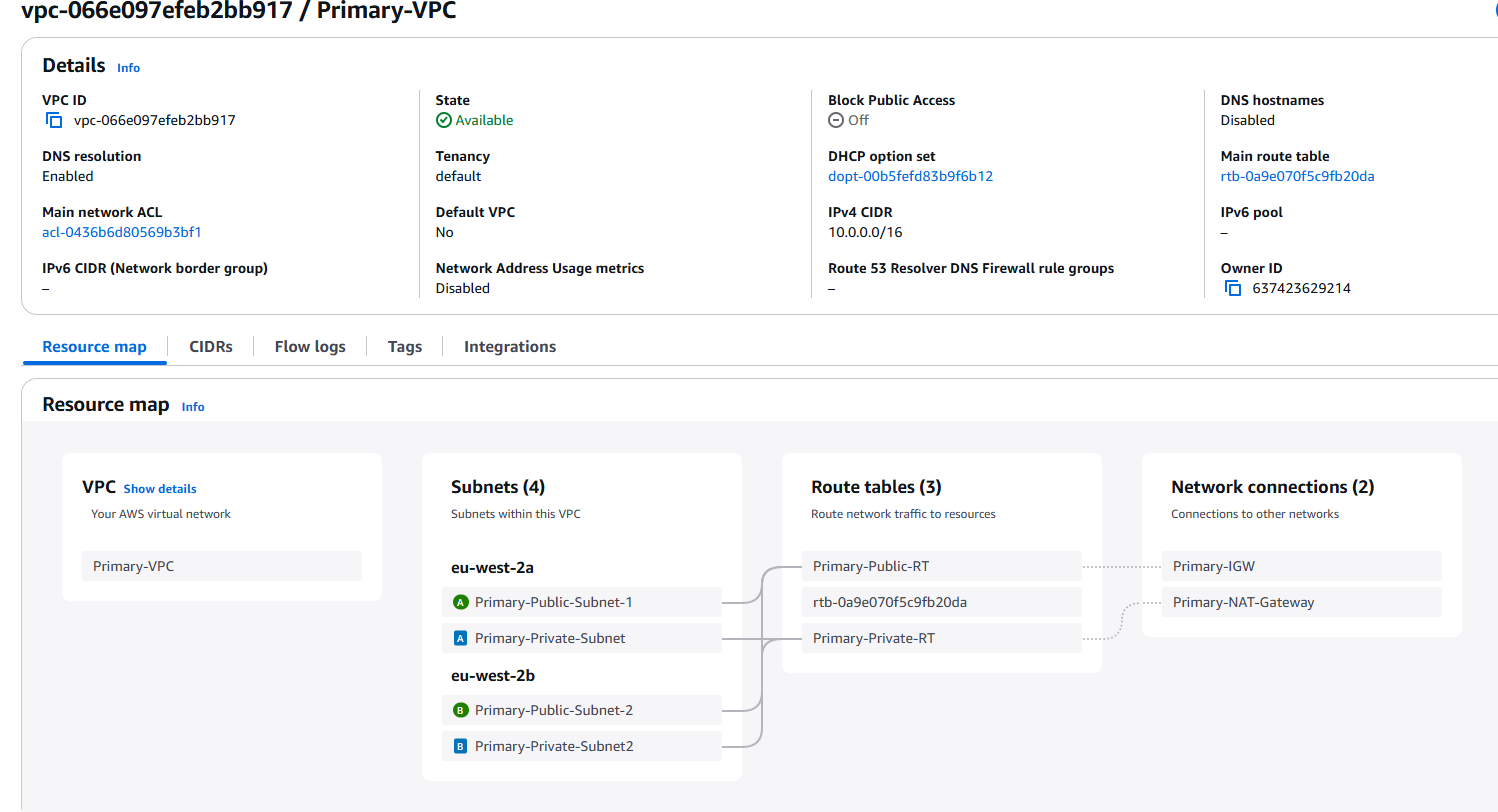 vpc-066e097efeb2bb917 / Primary-VPC
Details Info
VPC ID
vpc-066e097efeb2bb917
State
Available
Block Public Access
Off
DNS hostnames
Disabled
DNS resolution
Enabled
Tenancy
default
DHCP option set
dopt-00b5fefd83b9f6b12
Main route table
rtb-0a9e070f5c9fb20da
Main network ACL
acl-0436b6d80569b3bf1
Default VPC
No
IPv4 CIDR
10.0.0.0/16
IPv6 pool
–
IPv6 CIDR (Network border group)
–
Network Address Usage metrics
Disabled
Route 53 Resolver DNS Firewall rule groups
–
Owner ID
637423629214
Resource map
CIDRs
Flow logs
Tags
Integrations
Resource map Info
VPC Show details
Your AWS virtual network
Primary-VPC
Subnets (4)
Subnets within this VPC
eu-west-2a
A Primary-Public-Subnet-1
A Primary-Private-Subnet
eu-west-2b
B Primary-Public-Subnet-2
B Primary-Private-Subnet2
Route tables (3)
Route network traffic to resources
Primary-Public-RT
rtb-0a9e070f5c9fb20da
Primary-Private-RT
Network connections (2)
Connections to other networks
Primary-IGW
Primary-NAT-Gateway